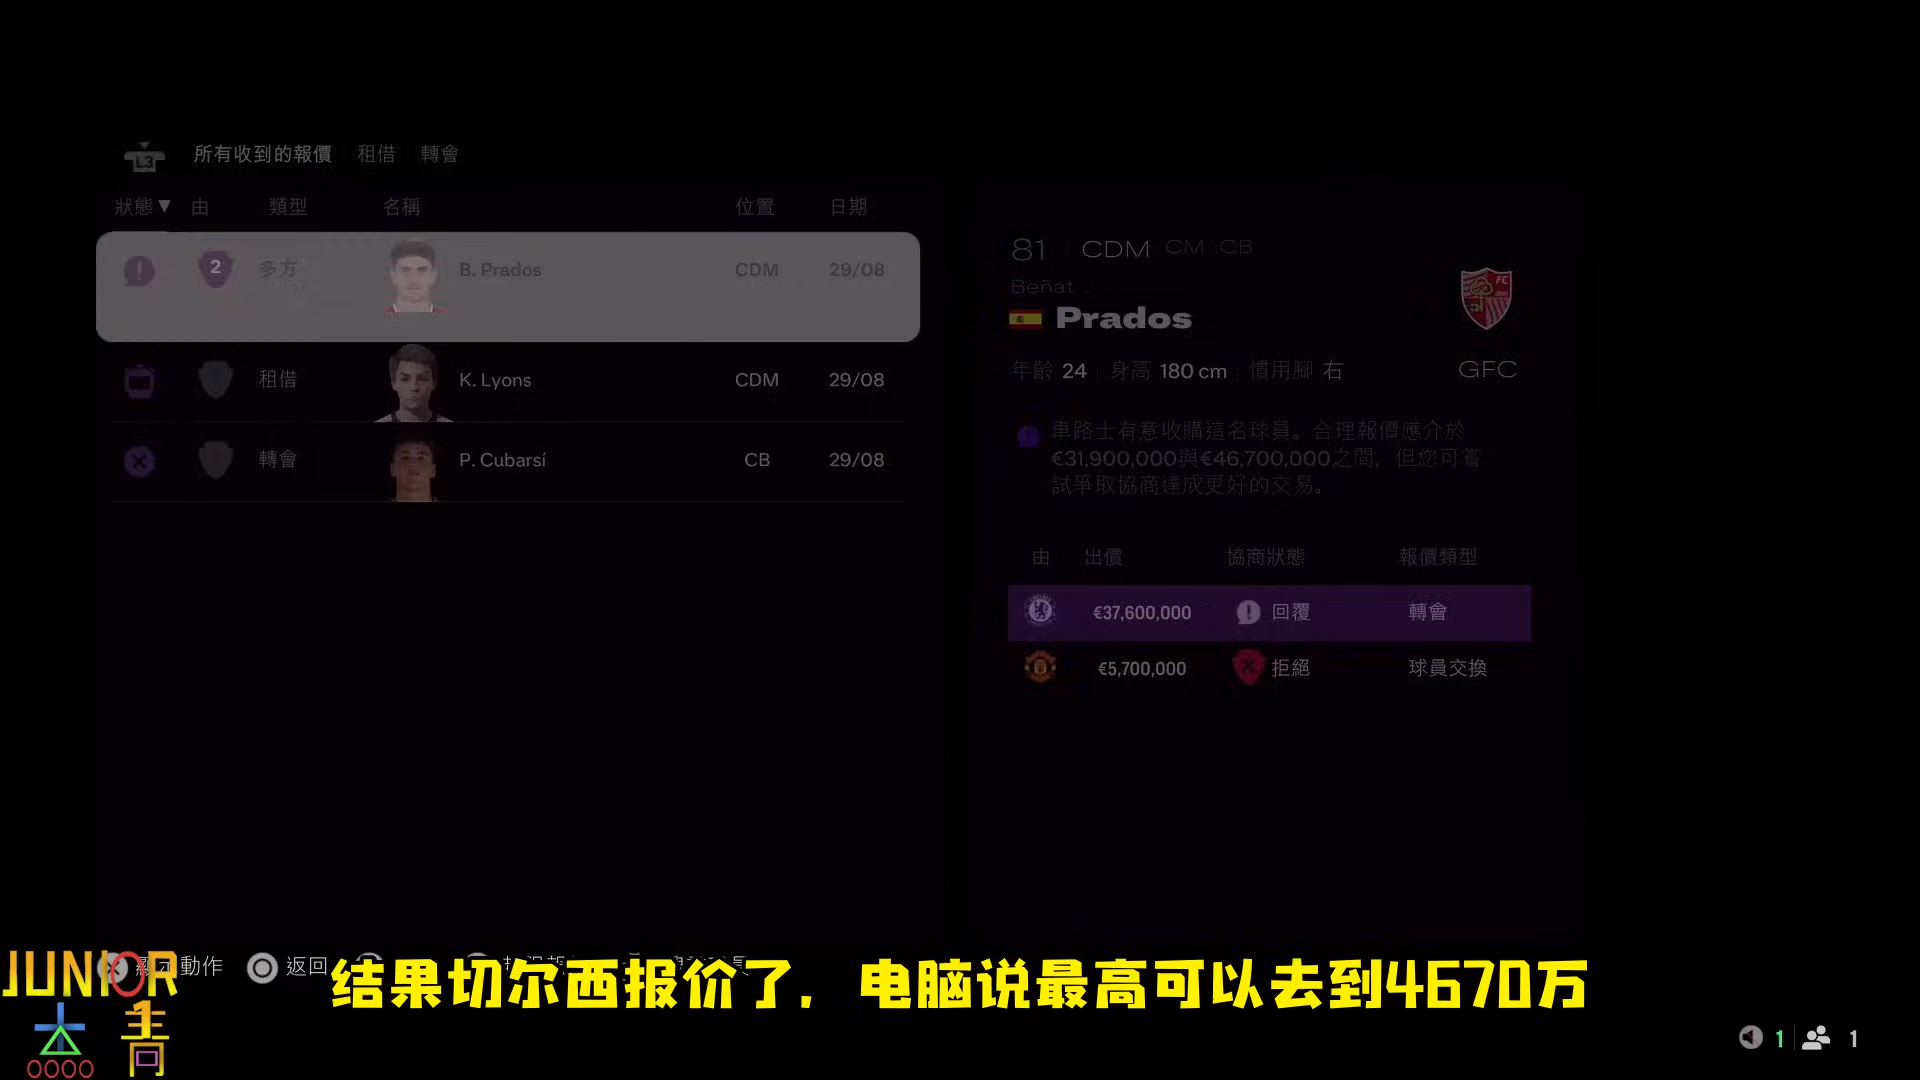 L3 所有收到的報價 租借 轉會
狀態▼ 由 類型 名稱 位置 日期
2 多方 B. Prados CDM 29/08
租借 K. Lyons CDM 29/08
轉會 P. Cubarsí CB 29/08
81 CDM CM CB
Beñat
Prados
年齡 24 身高 180 cm 慣用腳 右
GFC
車路士有意收購這名球員。合理報價應介於
€31,900,000與€46,700,000之間，但您可嘗
試爭取協商達成更好的交易。
由 出價 協商狀態 報價類型
€37,600,000 回覆 轉會
€5,700,000 拒絕 球員交換
JUNIOR
顯示動作 返回
结果切尔西报价了，电脑说最高可以去到4670万
1 1